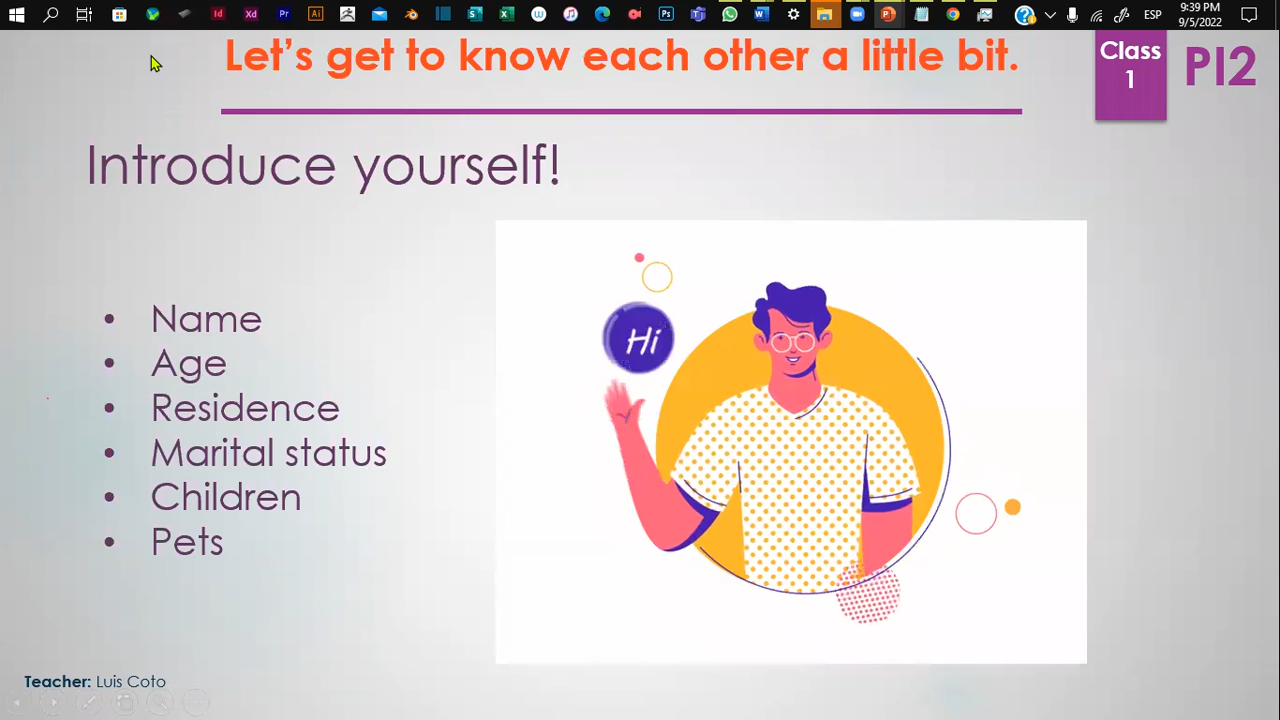 9:39 PM
ESP
9/5/2022
Let's get to know each other a little bit.
Class
1
PI2
Introduce yourself!
• Name
• Age
• Residence
• Marital status
• Children
• Pets
Hi
Teacher: Luis Coto